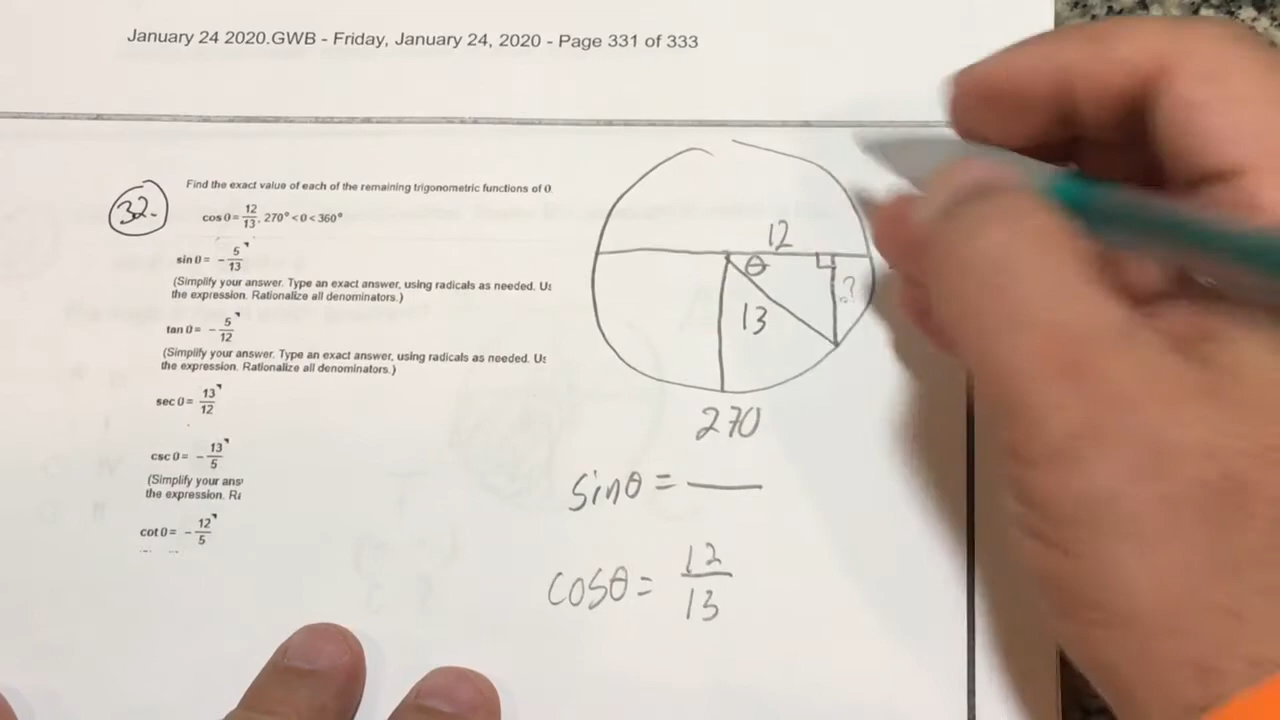 January 24 2020.GWB - Friday, January 24, 2020 - Page 331 of 333
32.
Find the exact value of each of the remaining trigonometric functions of θ
cos θ = 12/13, 270° < θ < 360°
sin θ = - 5/13
(Simplify your answer. Type an exact answer, using radicals as needed. Us
the expression. Rationalize all denominators.)
tan θ = - 5/12
(Simplify your answer. Type an exact answer, using radicals as needed. Us
the expression. Rationalize all denominators.)
sec θ = 13/12
csc θ = - 13/5
(Simplify your ans
the expression. Ra
cot θ = - 12/5
12
θ
?
13
270
sinθ =
cosθ = 12/13